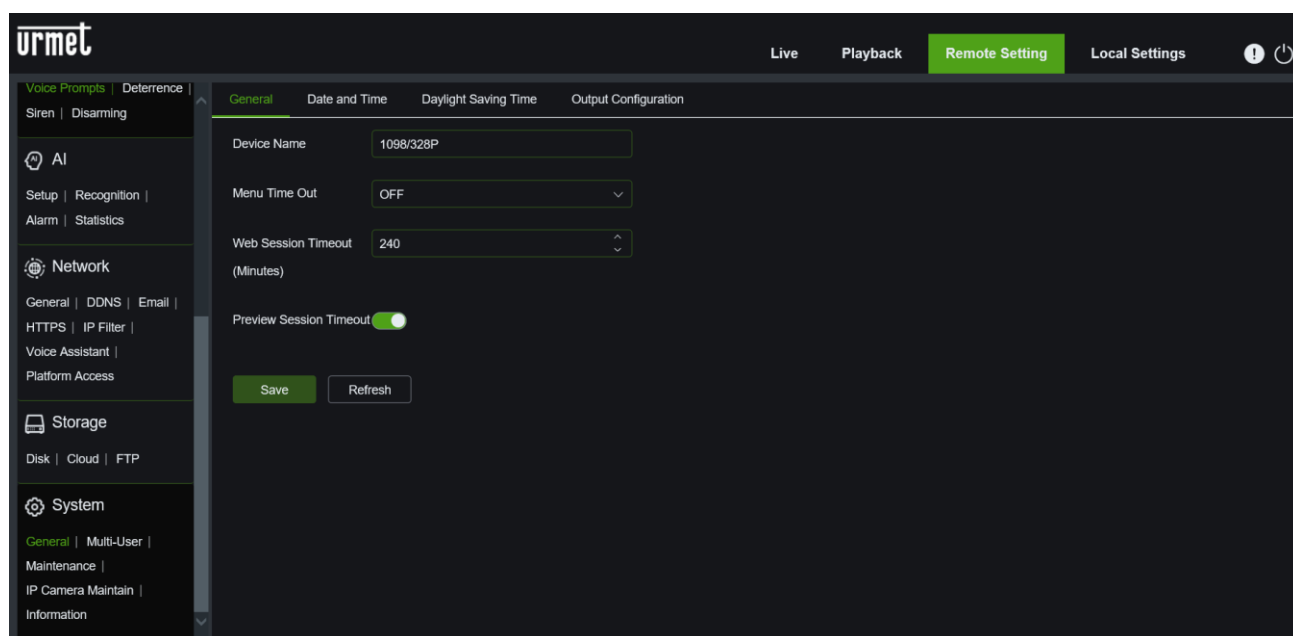 urmet
Live Playback Remote Setting Local Settings
Voice Prompts | Deterrence |
Siren | Disarming
AI
Setup | Recognition |
Alarm | Statistics
Network
General | DDNS | Email |
HTTPS | IP Filter |
Voice Assistant |
Platform Access
Storage
Disk | Cloud | FTP
System
General | Multi-User |
Maintenance |
IP Camera Maintain |
Information
General Date and Time Daylight Saving Time Output Configuration
Device Name 1098/328P
Menu Time Out OFF
Web Session Timeout 240
(Minutes)
Preview Session Timeout
Save Refresh